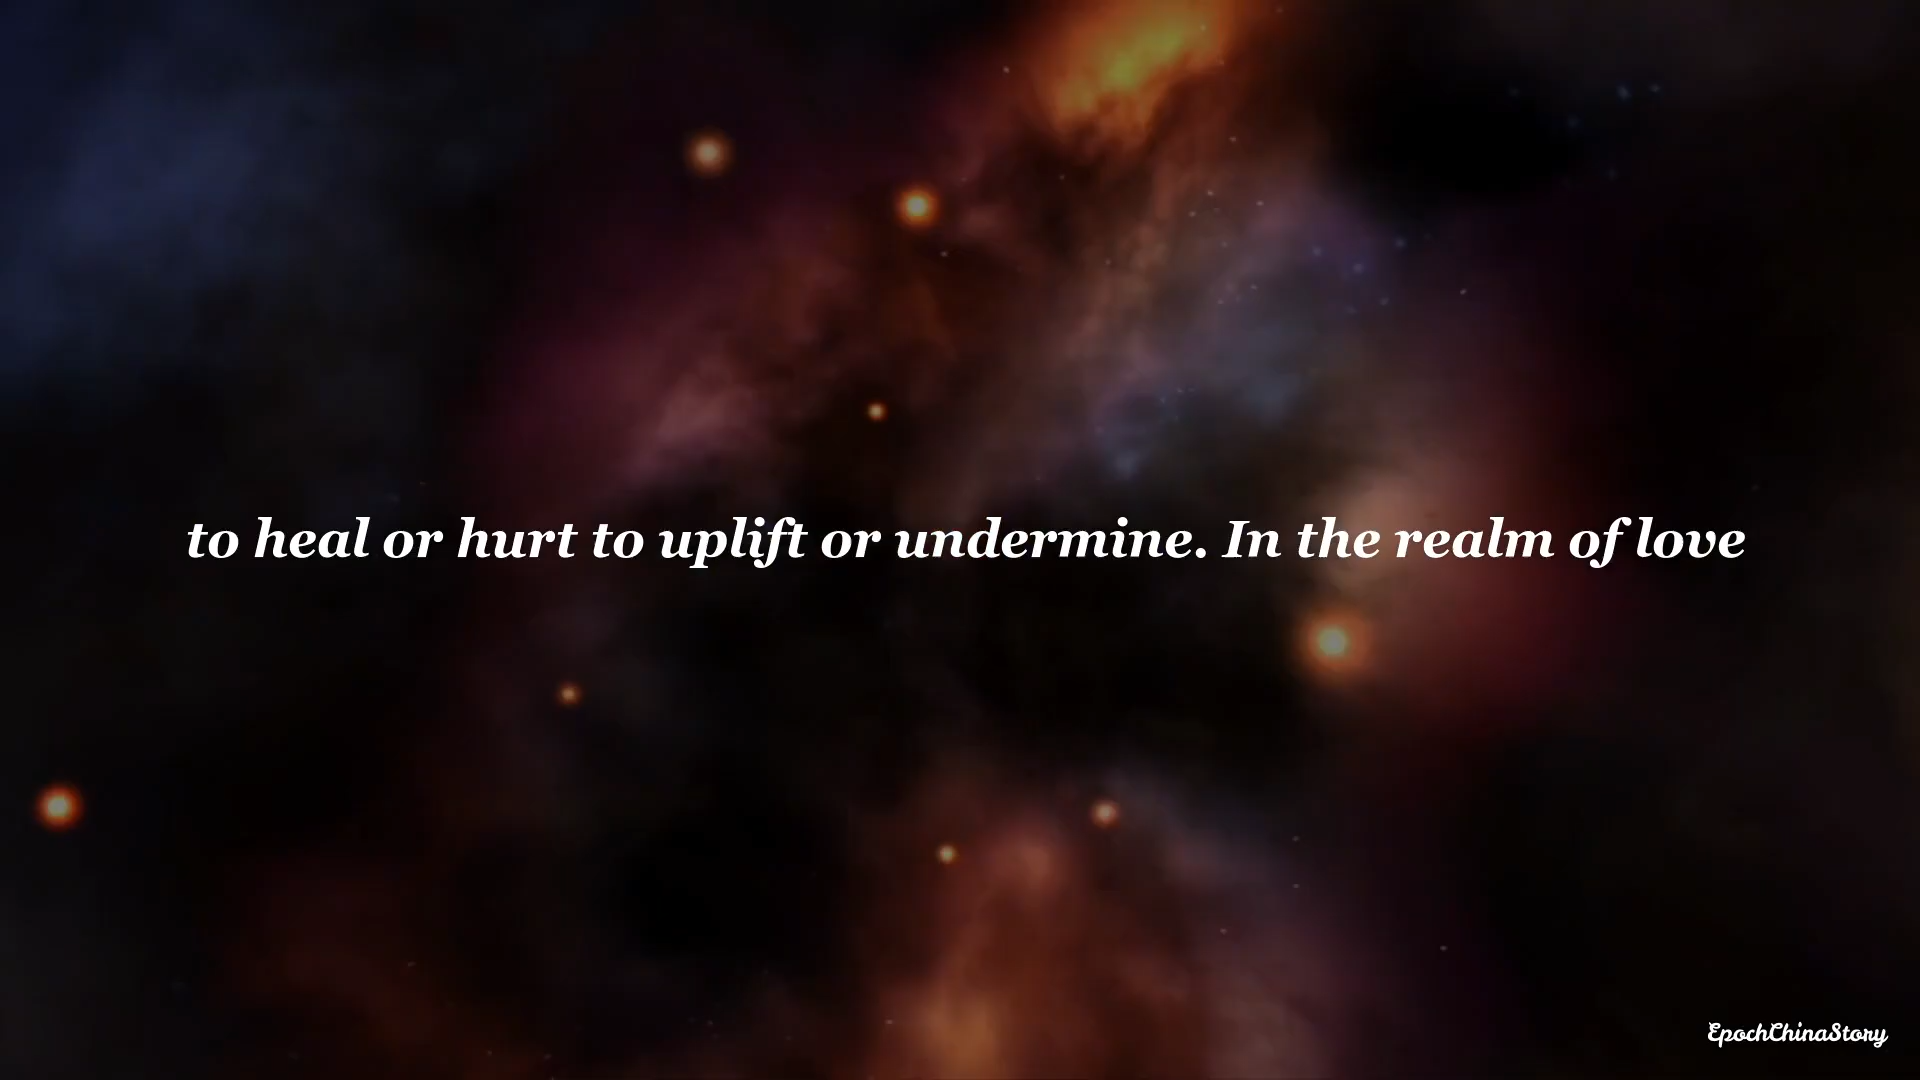 to heal or hurt to uplift or undermine. In the realm of love
EpochChinaStory